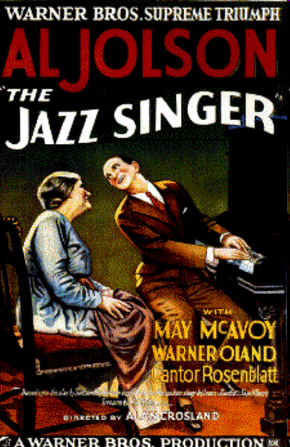 WARNER BROS. SUPREME TRIUMPH
AL JOLSON
"THE
JAZZ SINGER"
WITH
MAY McAVOY
WARNER OLAND
Cantor Rosenblatt
DIRECTED BY ALAN CROSLAND
A WARNER BROS. PRODUCTION